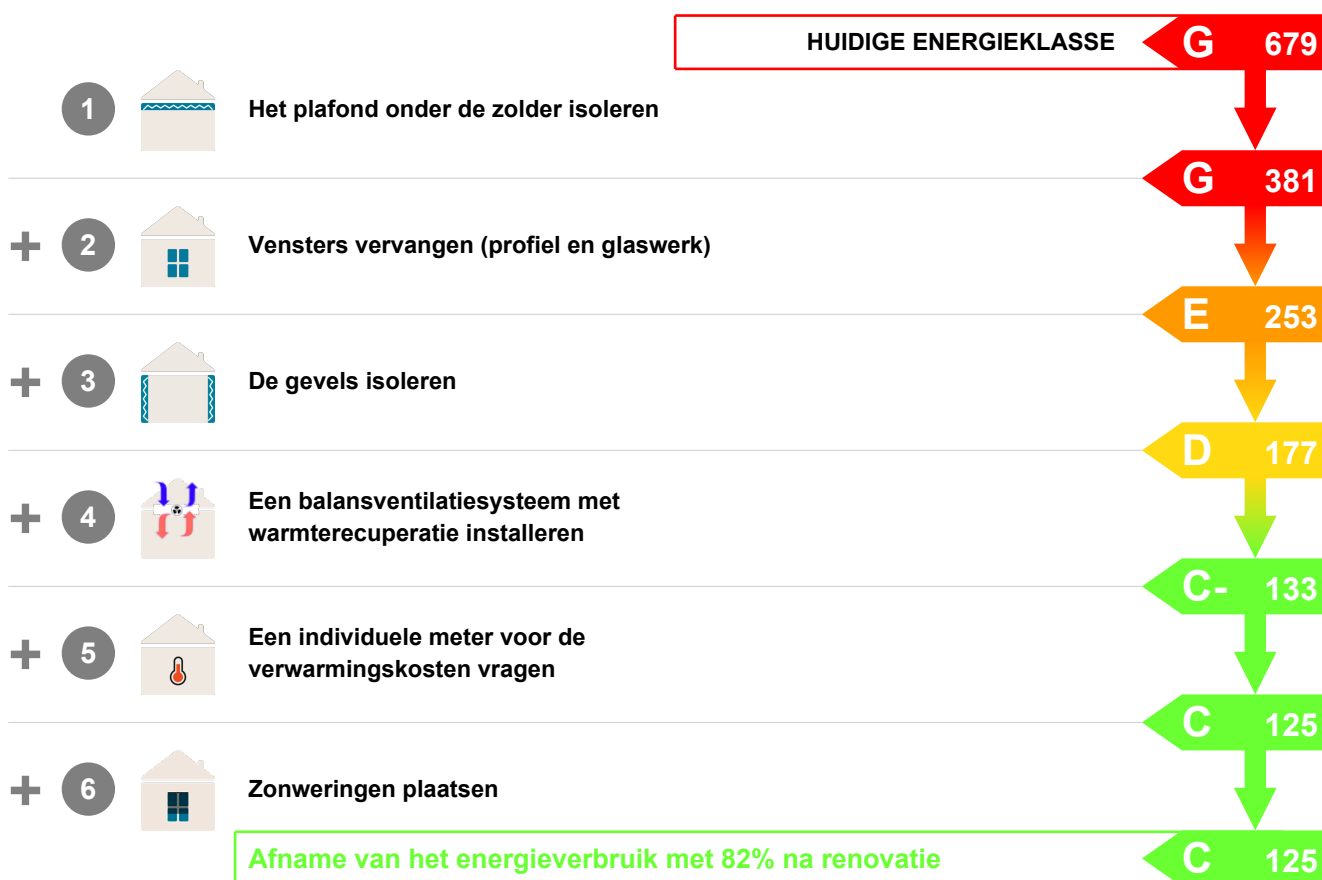 HUIDIGE ENERGIEKLASSE G 679
1 Het plafond onder de zolder isoleren
G 381
+ 2 Vensters vervangen (profiel en glaswerk)
E 253
+ 3 De gevels isoleren
D 177
+ 4 Een balansventilatiesysteem met
warmterecuperatie installeren
C- 133
+ 5 Een individuele meter voor de
verwarmingskosten vragen
C 125
+ 6 Zonweringen plaatsen
Afname van het energieverbruik met 82% na renovatie C 125